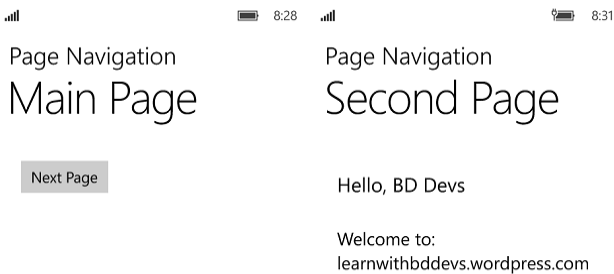 8:28
Page Navigation
Main Page
Next Page
8:31
Page Navigation
Second Page
Hello, BD Devs
Welcome to:
learnwithbddevs.wordpress.com